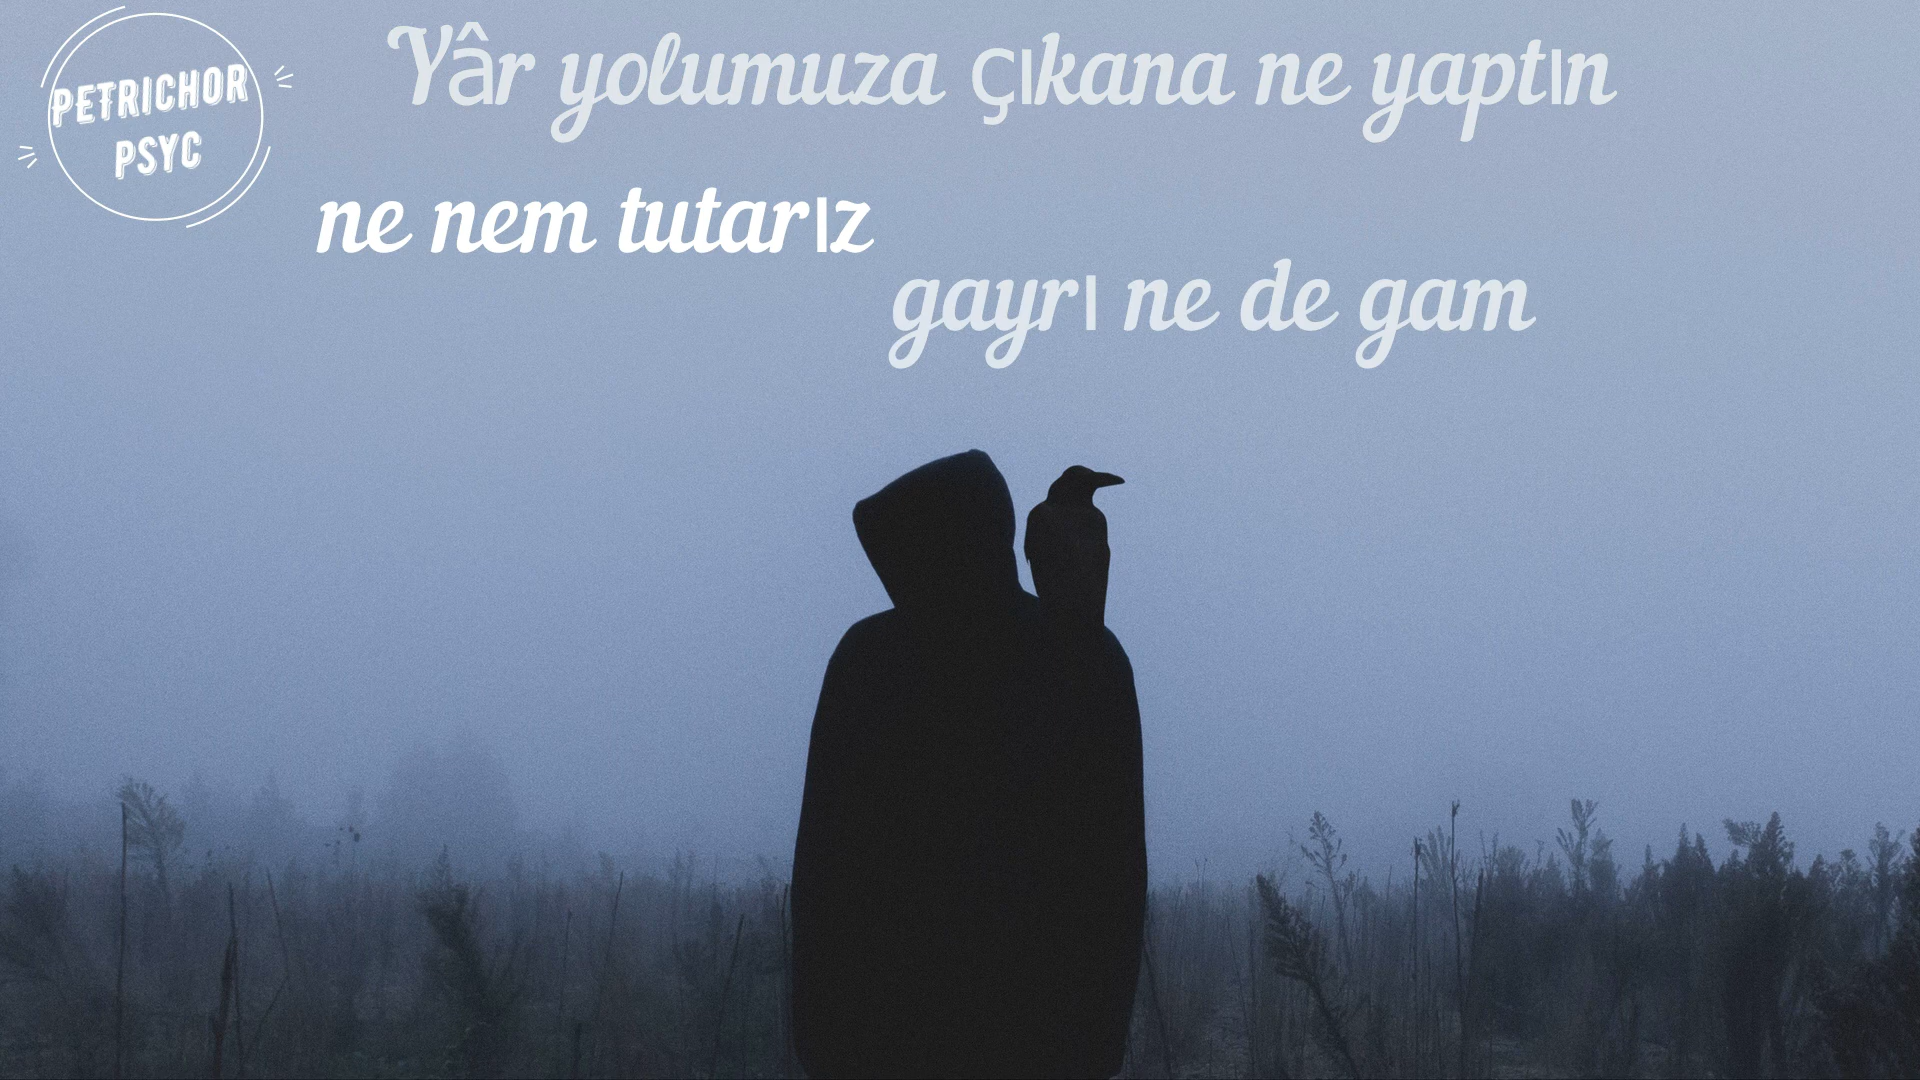 PETRICHOR
PSYC
Yâr yolumuza çıkana ne yaptın
ne nem tutarız
gayrı ne de gam